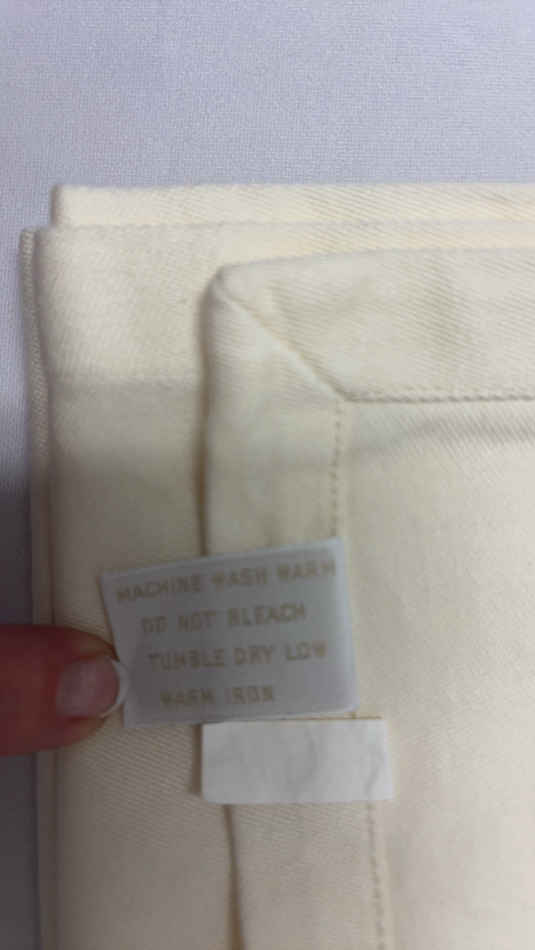 MACHINE WASH WARM
DO NOT BLEACH
TUMBLE DRY LOW
WARM IRON